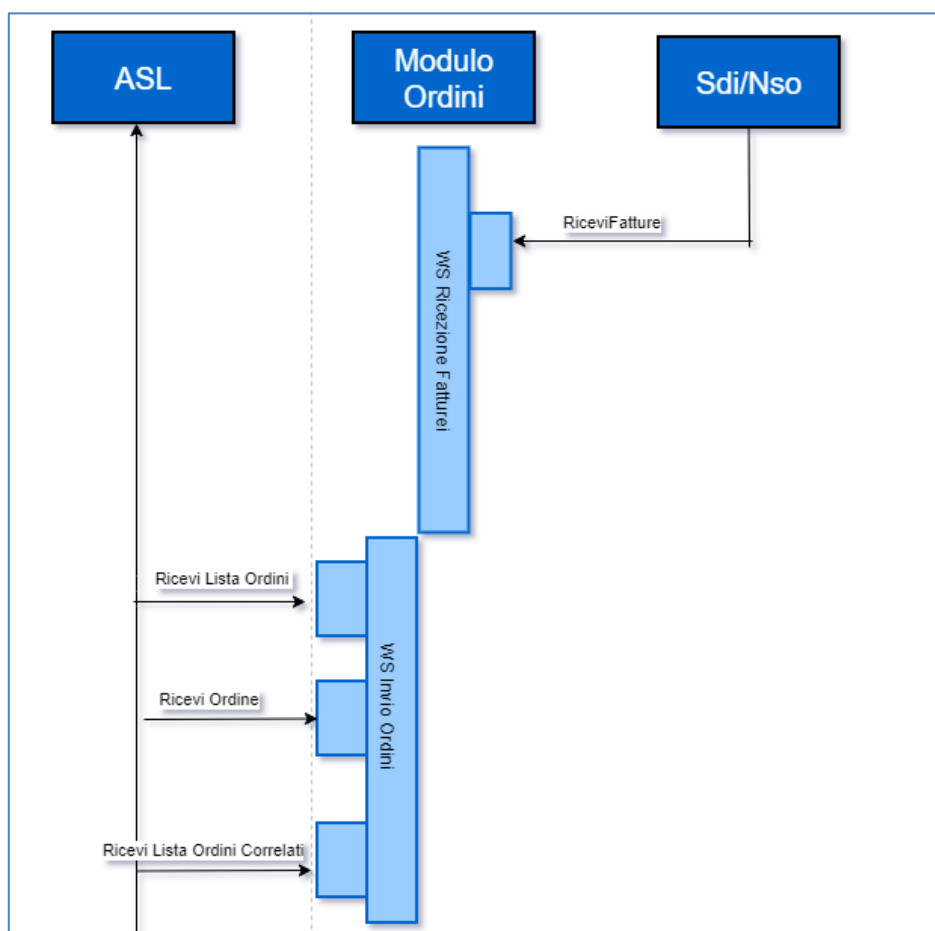 ASL
Modulo
Ordini
Sdi/Nso
RiceviFatture
WS Ricezione Fatturei
Ricevi Lista Ordini
Ricevi Ordine
WS Invio Ordini
Ricevi Lista Ordini Correlati